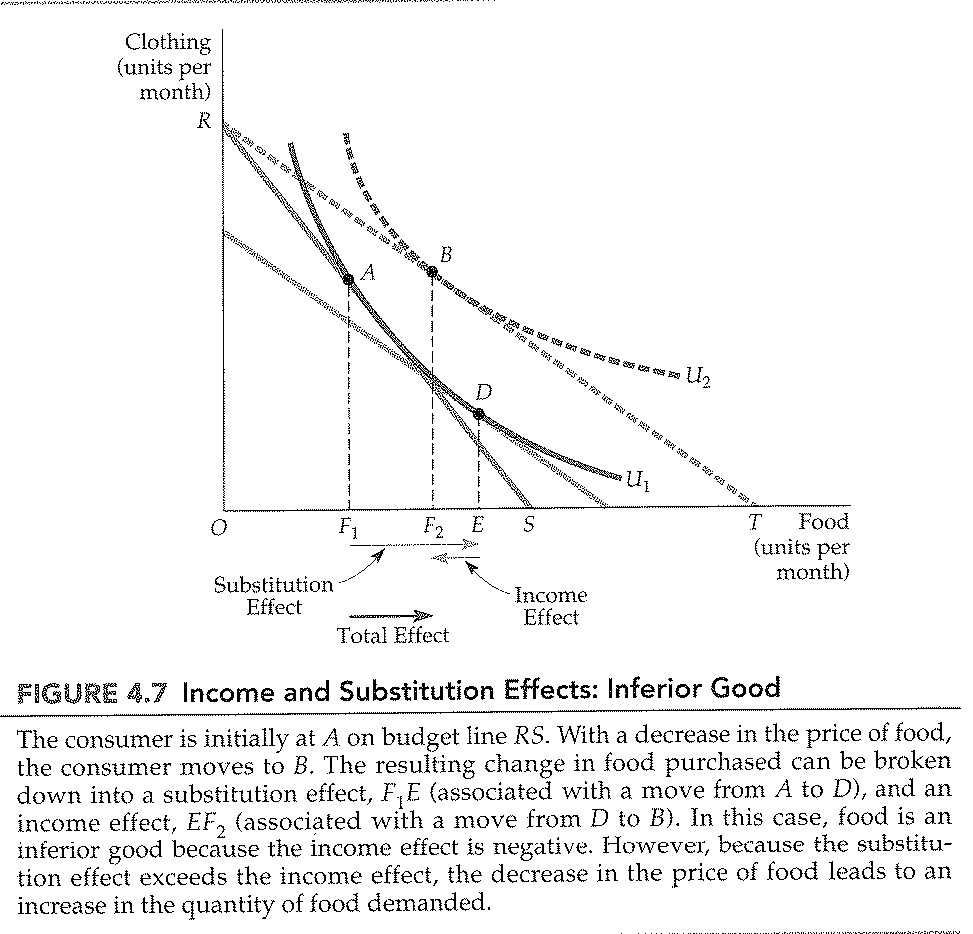 Clothing
(units per
month)
R
A
B
D
U2
U1
O
F1
F2
E
S
T
Food
(units per
month)
Substitution
Effect
Income
Effect
Total Effect
FIGURE 4.7 Income and Substitution Effects: Inferior Good
The consumer is initially at A on budget line RS. With a decrease in the price of food,
the consumer moves to B. The resulting change in food purchased can be broken
down into a substitution effect, F1E (associated with a move from A to D), and an
income effect, EF2 (associated with a move from D to B). In this case, food is an
inferior good because the income effect is negative. However, because the substitu-
tion effect exceeds the income effect, the decrease in the price of food leads to an
increase in the quantity of food demanded.